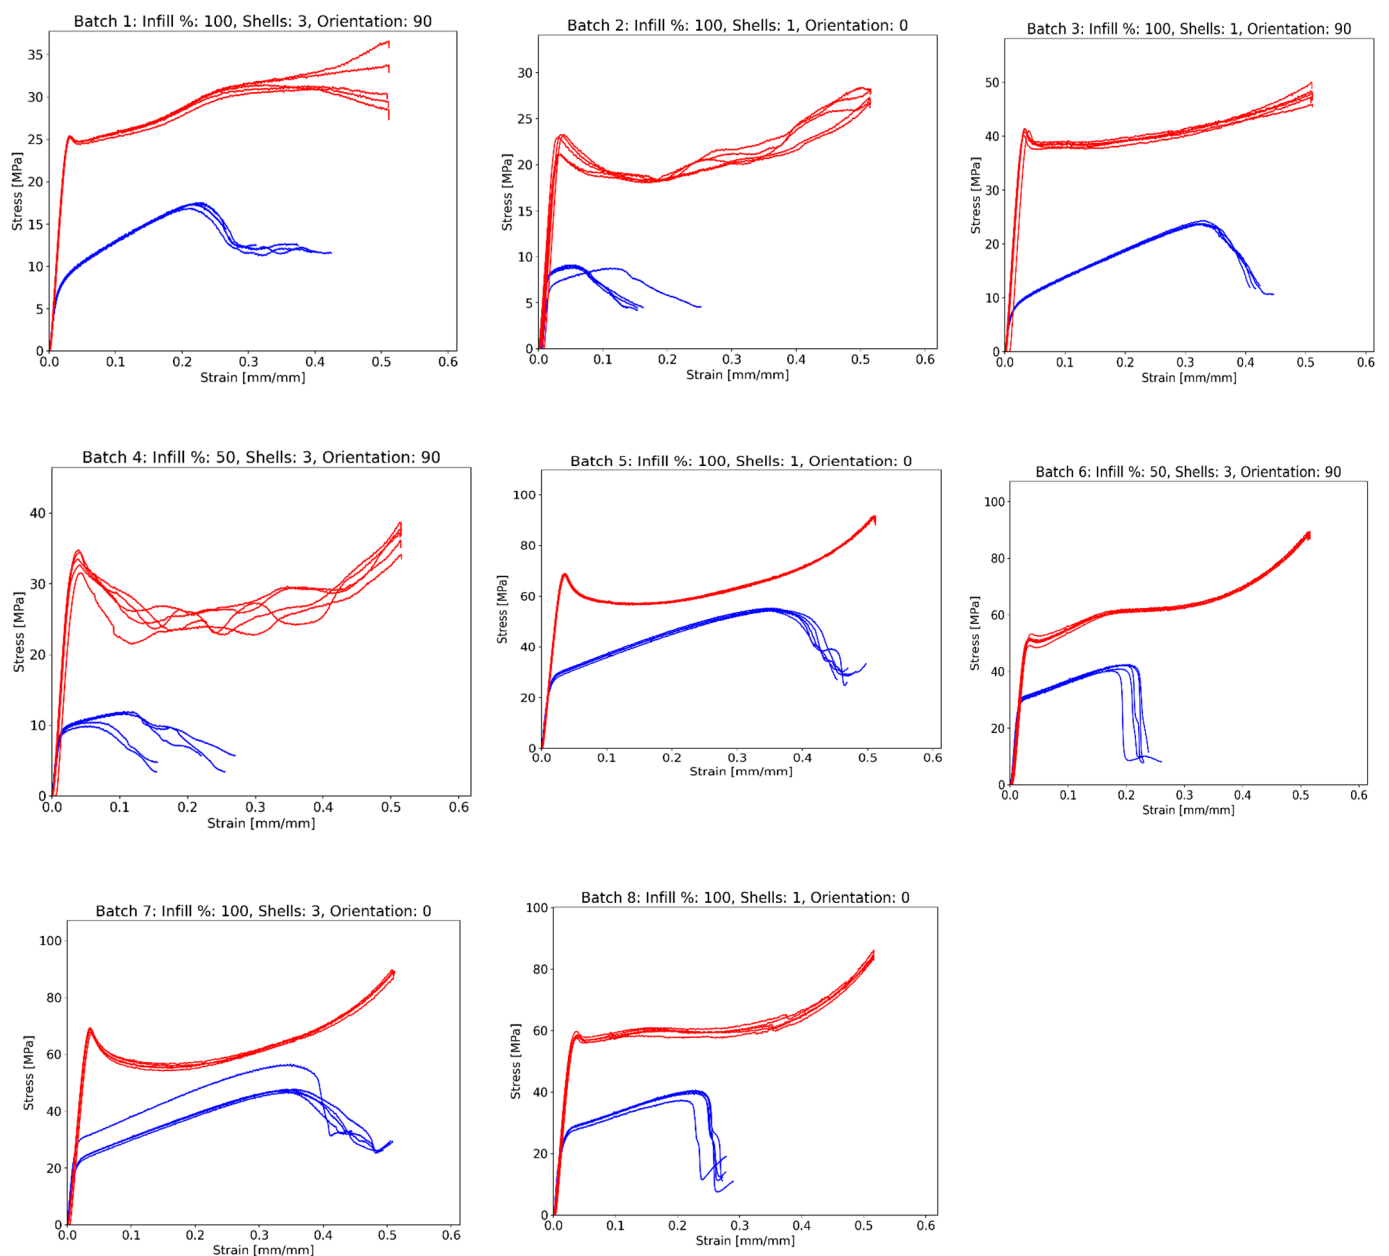 Batch 1: Infill %: 100, Shells: 3, Orientation: 90
35
30
25
20
15
10
5
0
Stress [MPa]
0.0 0.1 0.2 0.3 0.4 0.5 0.6
Strain [mm/mm]
Batch 2: Infill %: 100, Shells: 1, Orientation: 0
30
25
20
15
10
5
0
Stress [MPa]
0.0 0.1 0.2 0.3 0.4 0.5 0.6
Strain [mm/mm]
Batch 3: Infill %: 100, Shells: 1, Orientation: 90
50
40
30
20
10
0
Stress [MPa]
0.0 0.1 0.2 0.3 0.4 0.5 0.6
Strain [mm/mm]
Batch 4: Infill %: 50, Shells: 3, Orientation: 90
40
30
20
10
0
Stress [MPa]
0.0 0.1 0.2 0.3 0.4 0.5 0.6
Strain [mm/mm]
Batch 5: Infill %: 100, Shells: 1, Orientation: 0
100
80
60
40
20
0
Stress [MPa]
0.0 0.1 0.2 0.3 0.4 0.5 0.6
Strain [mm/mm]
Batch 6: Infill %: 50, Shells: 3, Orientation: 90
100
80
60
40
20
0
Stress [MPa]
0.0 0.1 0.2 0.3 0.4 0.5 0.6
Strain [mm/mm]
Batch 7: Infill %: 100, Shells: 3, Orientation: 0
100
80
60
40
20
0
Stress [MPa]
0.0 0.1 0.2 0.3 0.4 0.5 0.6
Strain [mm/mm]
Batch 8: Infill %: 100, Shells: 1, Orientation: 0
100
80
60
40
20
0
Stress [MPa]
0.0 0.1 0.2 0.3 0.4 0.5 0.6
Strain [mm/mm]